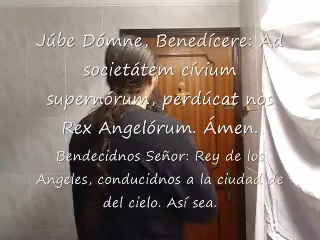 Júbe Dómne, Benedícere: Ad
societátem cívium
supernórum, perdúcat nos
Rex Angelórum. Ámen.
Bendecidnos Señor: Rey de los
Angeles, conducidnos a la ciudad de
del cielo. Así sea.